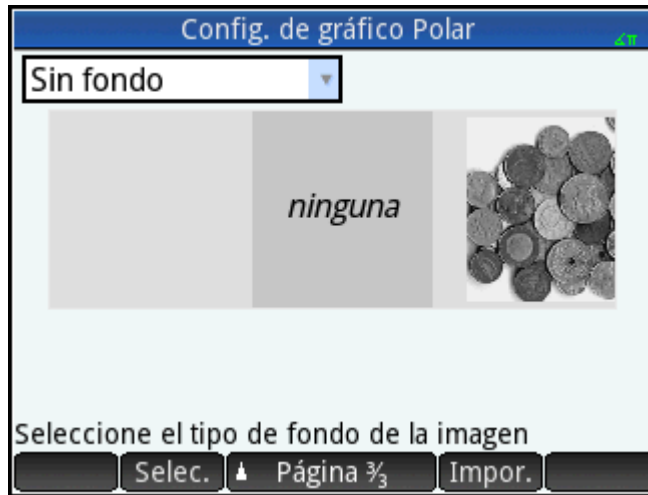 Config. de gráfico Polar
∡π
Sin fondo
ninguna
Seleccione el tipo de fondo de la imagen
Selec.
Página ³⁄₃
Impor.